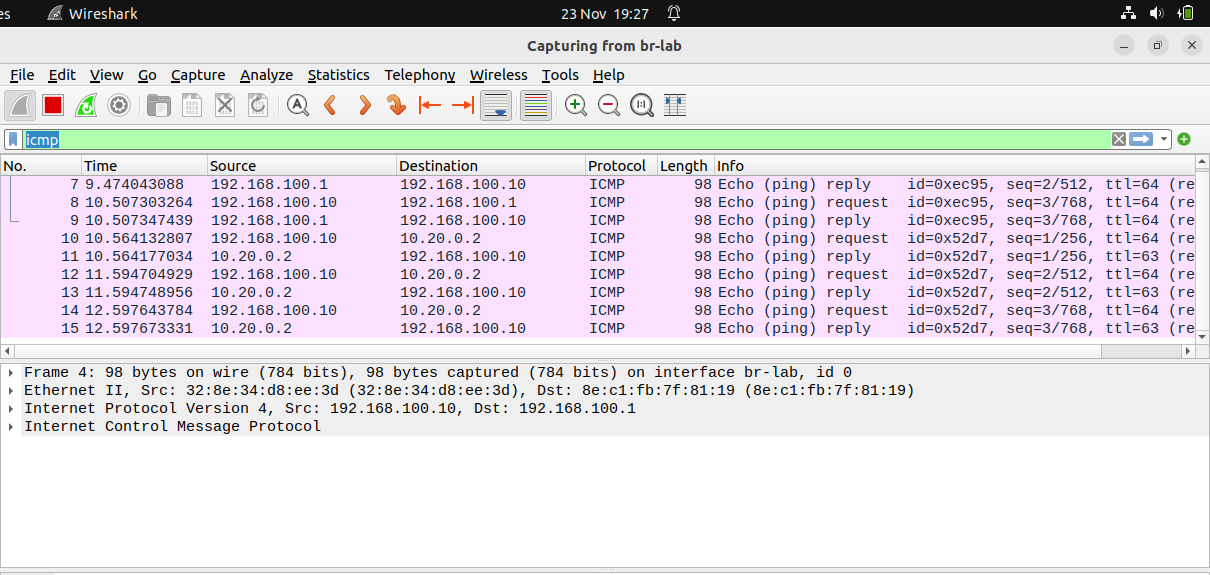 es Wireshark 23 Nov 19:27
Capturing from br-lab
File Edit View Go Capture Analyze Statistics Telephony Wireless Tools Help
icmp
No. Time Source Destination Protocol Length Info
7 9.474043088 192.168.100.1 192.168.100.10 ICMP 98 Echo (ping) reply id=0xec95, seq=2/512, ttl=64 (re
8 10.507303264 192.168.100.10 192.168.100.1 ICMP 98 Echo (ping) request id=0xec95, seq=3/768, ttl=64 (re
9 10.507347439 192.168.100.1 192.168.100.10 ICMP 98 Echo (ping) reply id=0xec95, seq=3/768, ttl=64 (re
10 10.564132807 192.168.100.10 10.20.0.2 ICMP 98 Echo (ping) request id=0x52d7, seq=1/256, ttl=64 (re
11 10.564177034 10.20.0.2 192.168.100.10 ICMP 98 Echo (ping) reply id=0x52d7, seq=1/256, ttl=63 (re
12 11.594704929 192.168.100.10 10.20.0.2 ICMP 98 Echo (ping) request id=0x52d7, seq=2/512, ttl=64 (re
13 11.594748956 10.20.0.2 192.168.100.10 ICMP 98 Echo (ping) reply id=0x52d7, seq=2/512, ttl=63 (re
14 12.597643784 192.168.100.10 10.20.0.2 ICMP 98 Echo (ping) request id=0x52d7, seq=3/768, ttl=64 (re
15 12.597673331 10.20.0.2 192.168.100.10 ICMP 98 Echo (ping) reply id=0x52d7, seq=3/768, ttl=63 (re
Frame 4: 98 bytes on wire (784 bits), 98 bytes captured (784 bits) on interface br-lab, id 0
Ethernet II, Src: 32:8e:34:d8:ee:3d (32:8e:34:d8:ee:3d), Dst: 8e:c1:fb:7f:81:19 (8e:c1:fb:7f:81:19)
Internet Protocol Version 4, Src: 192.168.100.10, Dst: 192.168.100.1
Internet Control Message Protocol